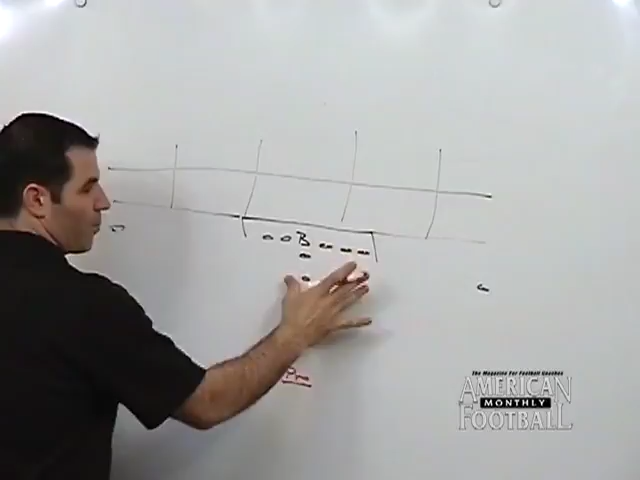 B
The Magazine For Football Coaches
AMERICAN
MONTHLY
FOOTBALL